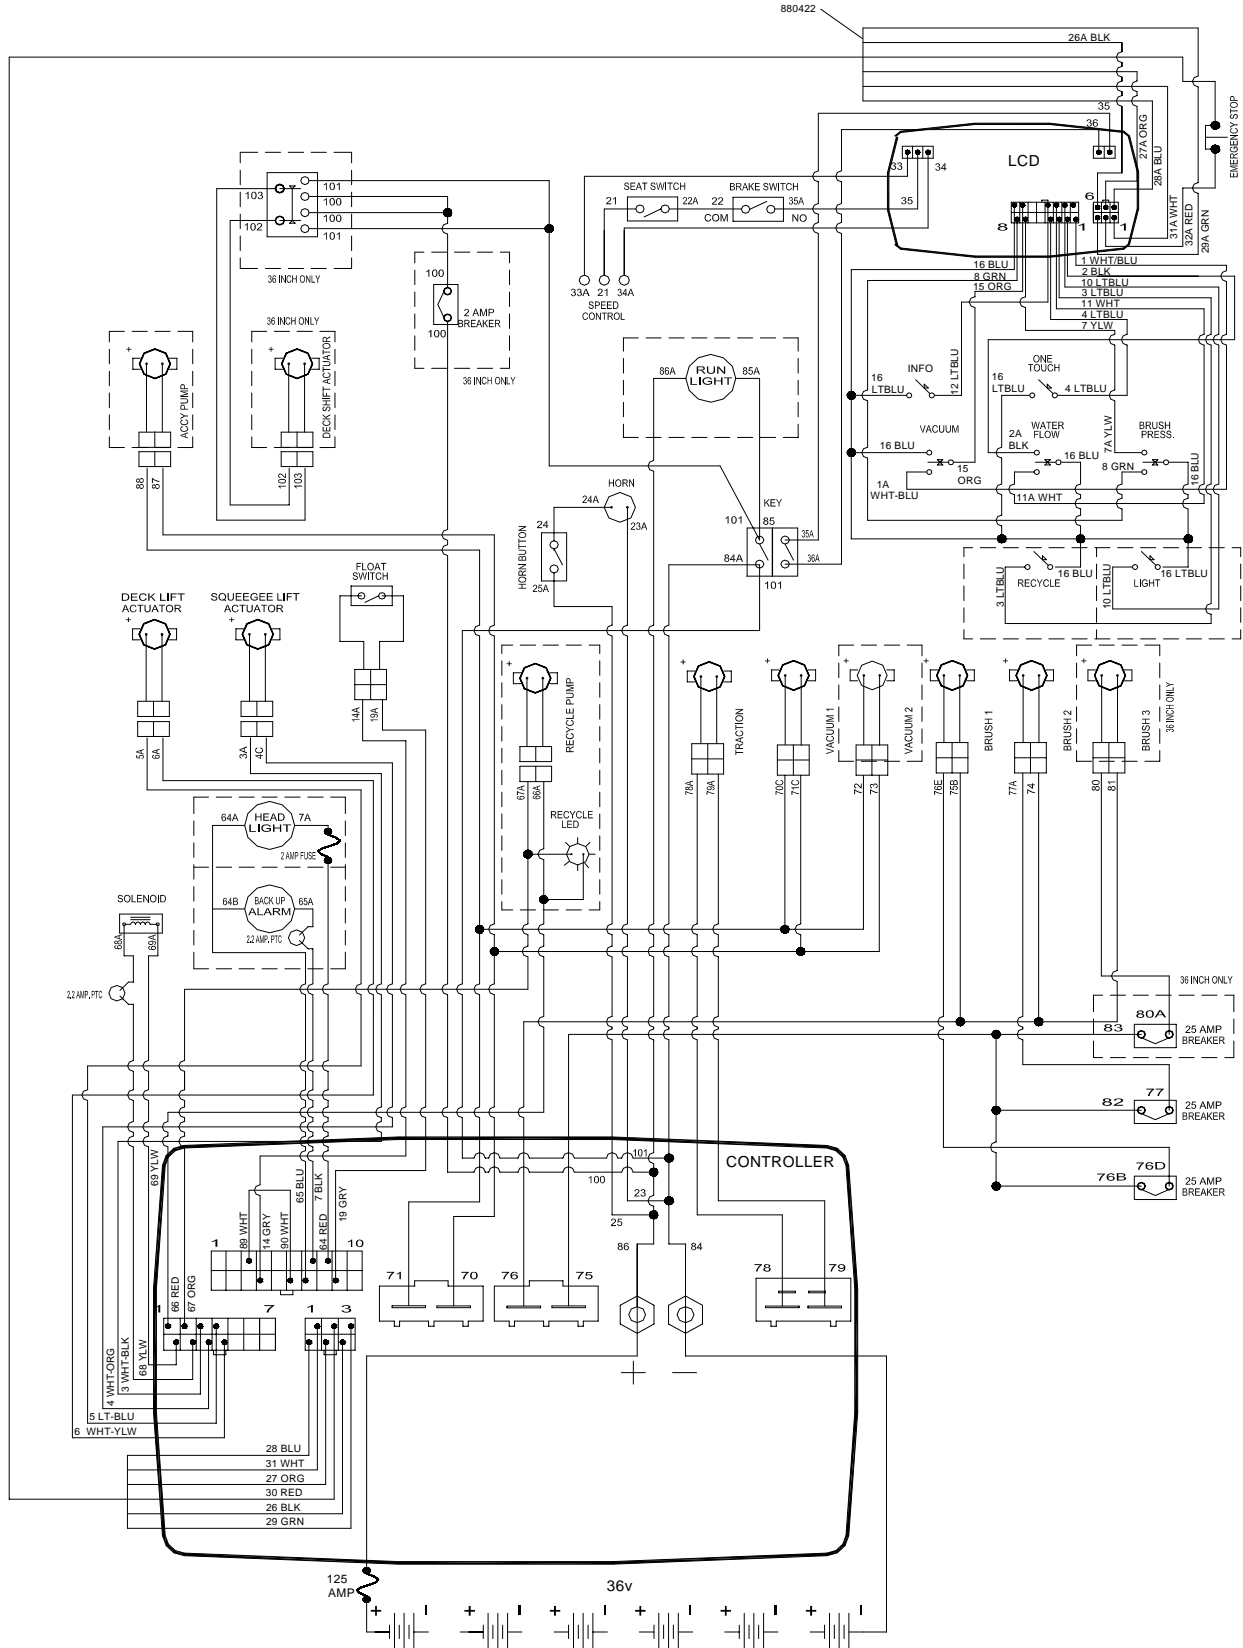 880422
26A BLK
35
36
27A ORG
28A BLU
31A WHT
32A RED
29A GRN
EMERGENCY STOP
LCD
33
34
35
6
8
1
1
103
101
100
102
100
101
36 INCH ONLY
SEAT SWITCH
BRAKE SWITCH
21
22A
22
35A
COM
NO
33A
21
34A
SPEED
CONTROL
16 BLU
8 GRN
15 ORG
1 WHT/BLU
2 BLK
10 LTBLU
3 LTBLU
11 WHT
4 LTBLU
7 YLW
100
2 AMP
BREAKER
100
36 INCH ONLY
36 INCH ONLY
+
ACCY PUMP
88
87
+
DECK SHIFT ACTUATOR
102
103
86A
RUN
LIGHT
85A
16
LTBLU
INFO
12 LTBLU
16
LTBLU
ONE
TOUCH
4 LTBLU
VACUUM
16 BLU
15
ORG
1A
WHT-BLU
2A
BLK
WATER
FLOW
16 BLU
11A WHT
7A YLW
BRUSH
PRESS.
8 GRN
16 BLU
HORN
24A
23A
24
HORN BUTTON
25A
KEY
101
85
84A
101
35A
36A
3 LTBLU
RECYCLE
16 BLU
10 LTBLU
LIGHT
16 LTBLU
FLOAT
SWITCH
14A
19A
DECK LIFT
ACTUATOR
+
5A
6A
SQUEEGEE LIFT
ACTUATOR
+
3A
4C
+
RECYCLE PUMP
67A
66A
RECYCLE
LED
+
TRACTION
78A
79A
+
VACUUM 1
70C
71C
+
VACUUM 2
72
73
+
BRUSH 1
76E
75B
+
BRUSH 2
77A
74
+
BRUSH 3
80
81
36 INCH ONLY
64A
HEAD
LIGHT
7A
2 AMP FUSE
64B
BACK UP
ALARM
65A
2.2 AMP. PTC
SOLENOID
68A
69A
2.2 AMP. PTC
36 INCH ONLY
83
80A
25 AMP
BREAKER
82
77
25 AMP
BREAKER
76B
76D
25 AMP
BREAKER
CONTROLLER
101
100
23
25
86
84
69 YLW
65 BLU
7 BLK
64 RED
19 GRY
89 WHT
14 GRY
90 WHT
1
10
66 RED
67 ORG
1
7
1
3
71
70
76
75
78
79
4 WHT-ORG
3 WHT-BLK
68 YLW
5 LT-BLU
6 WHT-YLW
+
—
28 BLU
31 WHT
27 ORG
30 RED
26 BLK
29 GRN
125
AMP
36v
+ I + I + I + I + I + I